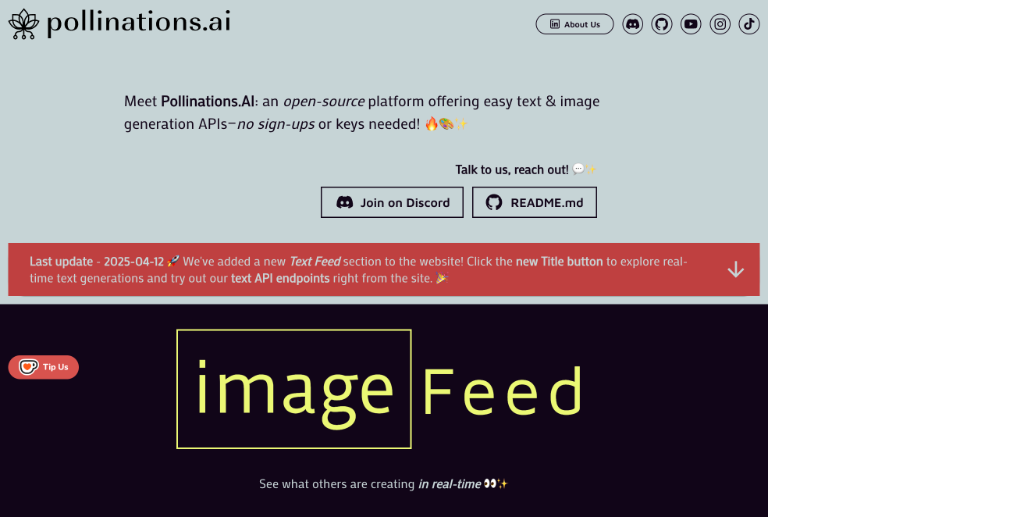 pollinations.ai
About Us
Meet Pollinations.AI: an open-source platform offering easy text & image
generation APIs—no sign-ups or keys needed! 🔥🎨✨
Talk to us, reach out! 💬✨
Join on Discord
README.md
Last update - 2025-04-12 🚀 We've added a new Text Feed section to the website! Click the new Title button to explore real-
time text generations and try out our text API endpoints right from the site. 🎉
Tip Us
image Feed
See what others are creating in real-time 👀✨